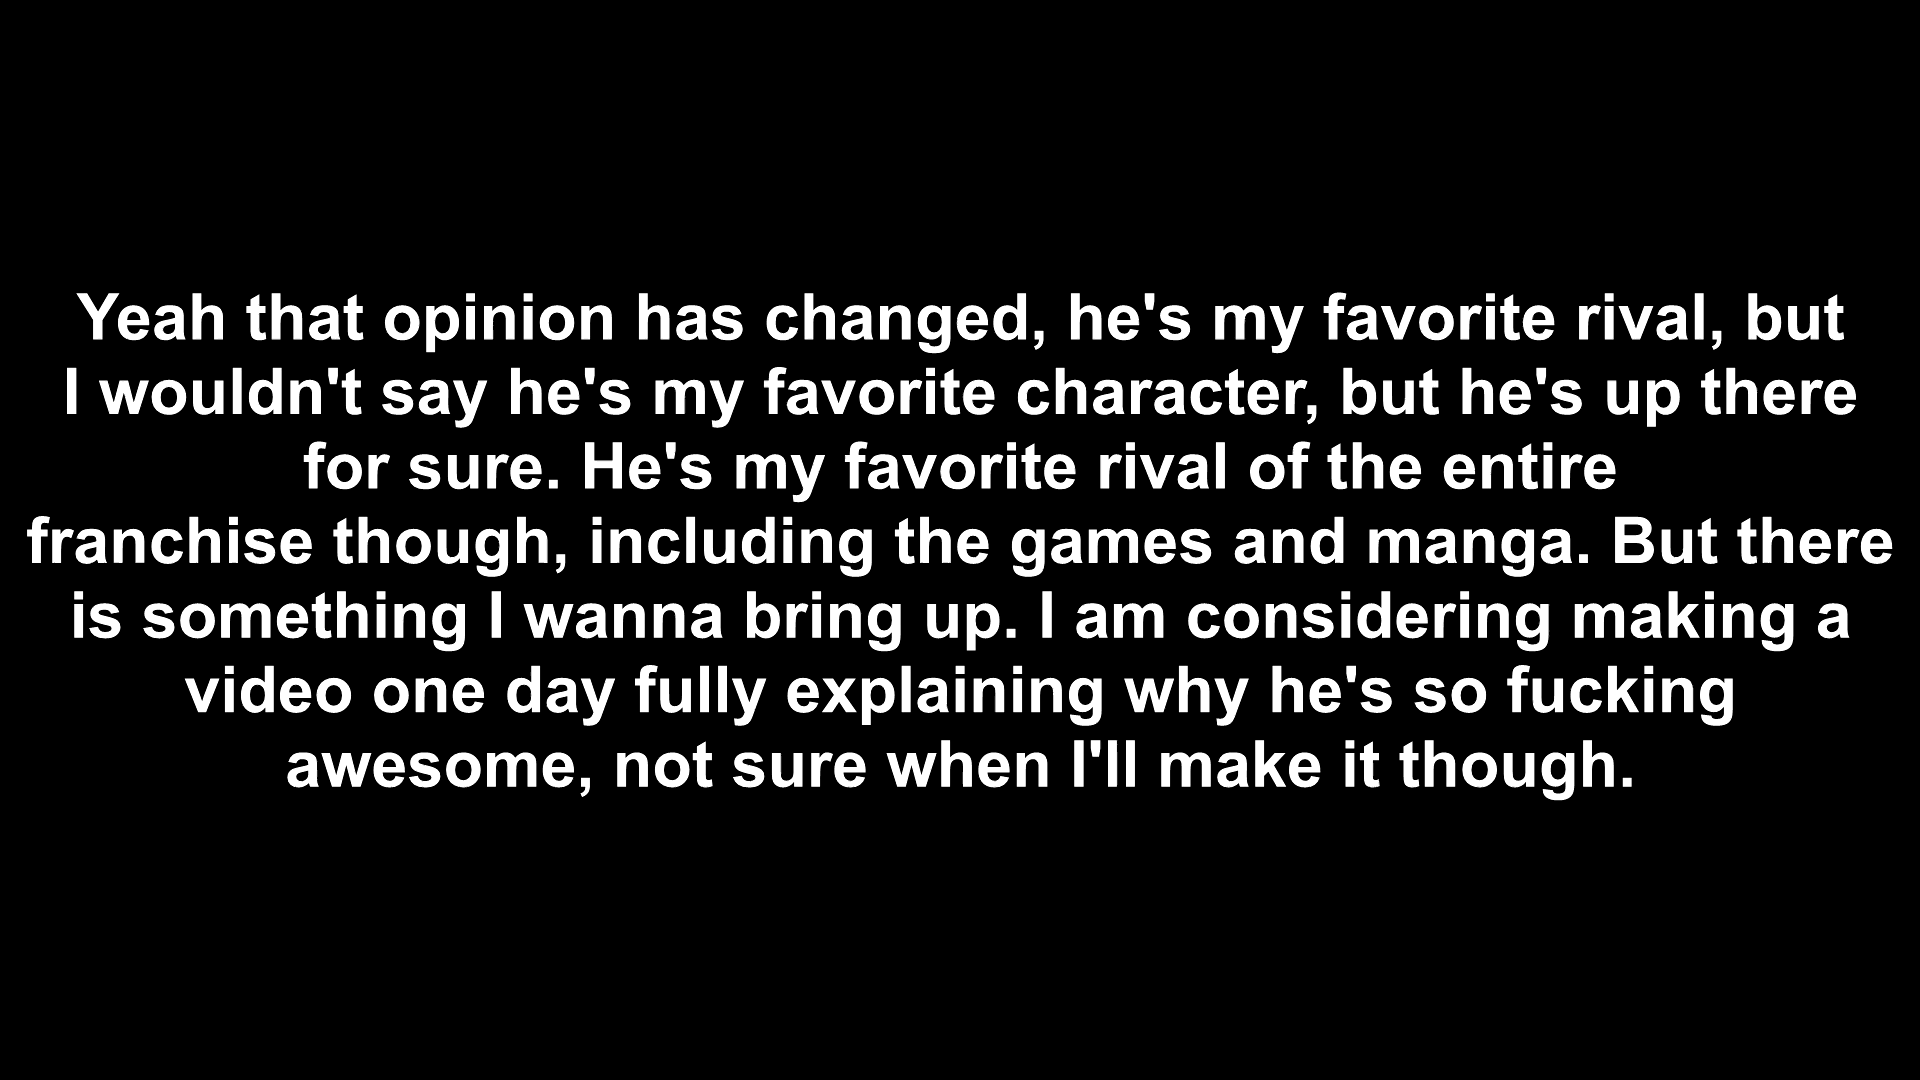 Yeah that opinion has changed, he's my favorite rival, but
I wouldn't say he's my favorite character, but he's up there
for sure. He's my favorite rival of the entire
franchise though, including the games and manga. But there
is something I wanna bring up. I am considering making a
video one day fully explaining why he's so fucking
awesome, not sure when I'll make it though.